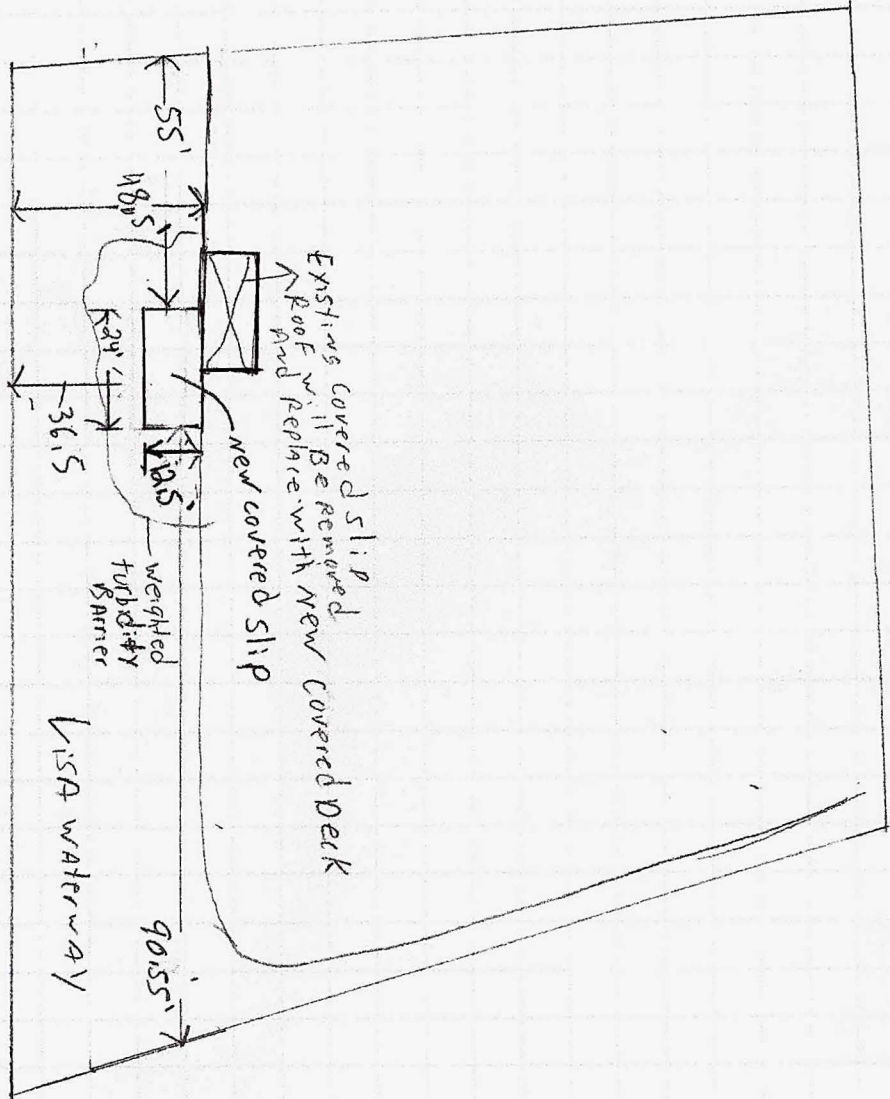 Existing covered slip
Roof will Be removed
And Replace with New Covered Deck
New covered slip
55'
48.5'
24'
12.5'
36.5
weighted
turbidity
Barrier
90.55'
LISA WATERWAY